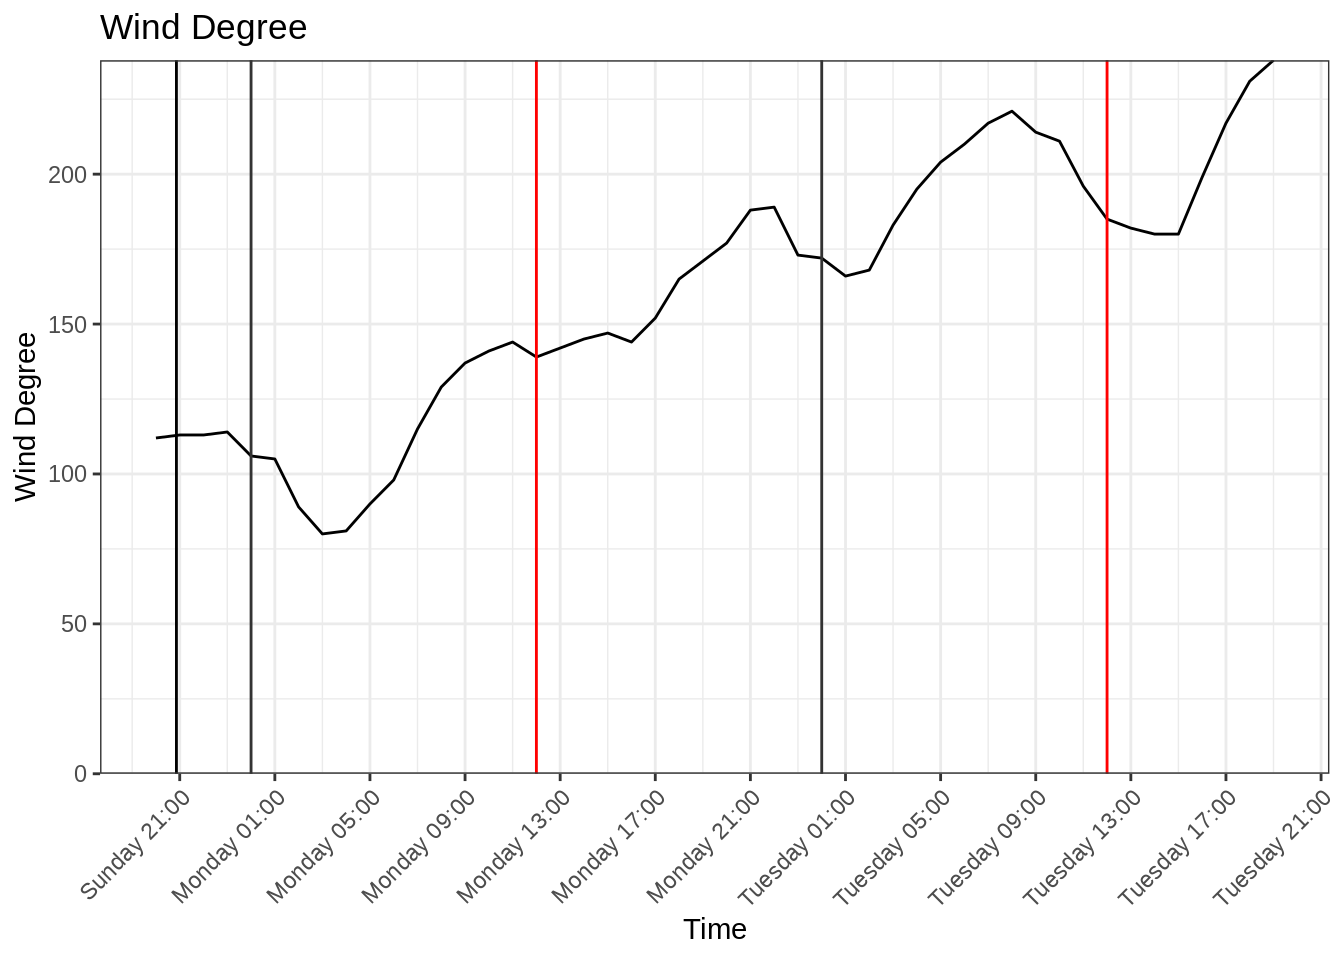 Wind Degree
Wind Degree
200
150
100
50
0
Sunday 21:00
Monday 01:00
Monday 05:00
Monday 09:00
Monday 13:00
Monday 17:00
Monday 21:00
Tuesday 01:00
Tuesday 05:00
Tuesday 09:00
Tuesday 13:00
Tuesday 17:00
Tuesday 21:00
Time